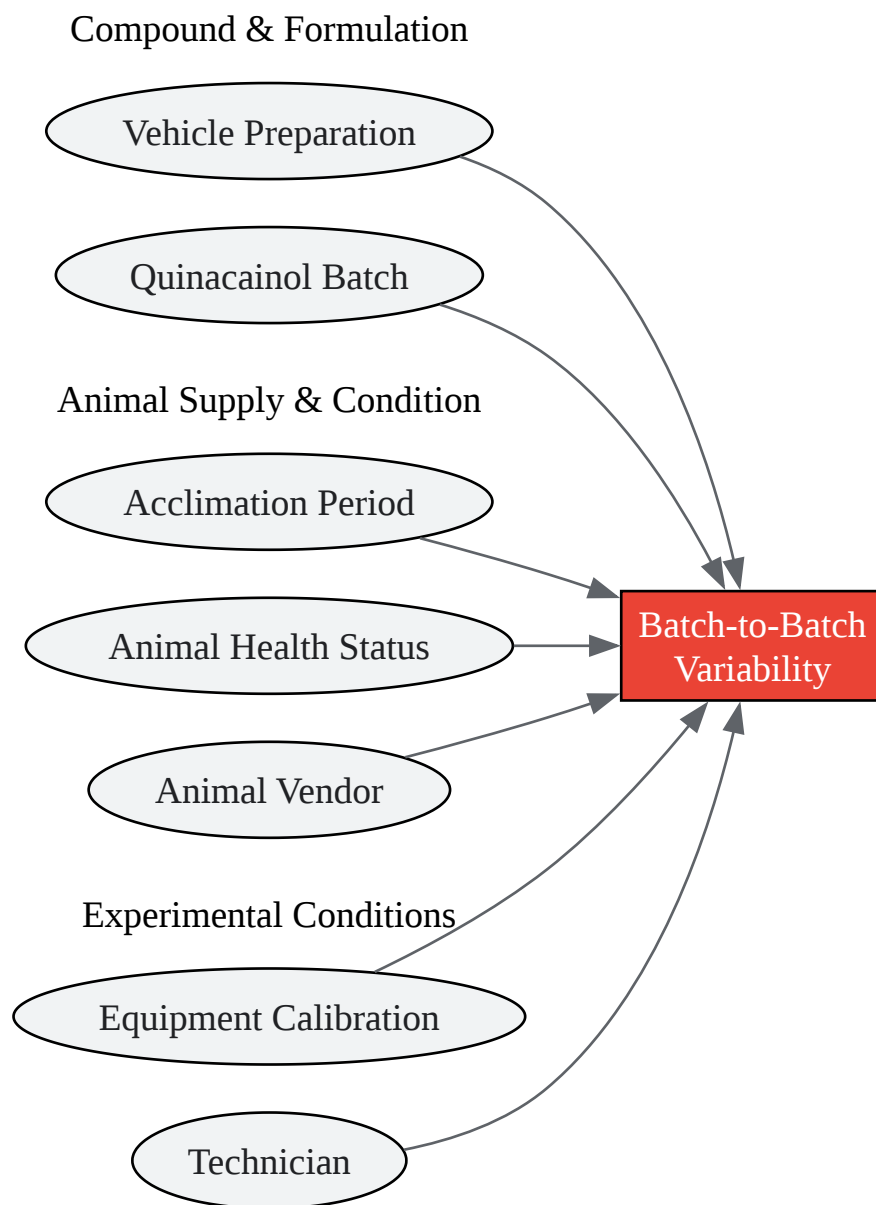 Compound & Formulation
Vehicle Preparation
Quinacainol Batch
Animal Supply & Condition
Acclimation Period
Animal Health Status
Batch-to-Batch
Variability
Animal Vendor
Experimental Conditions
Equipment Calibration
Technician